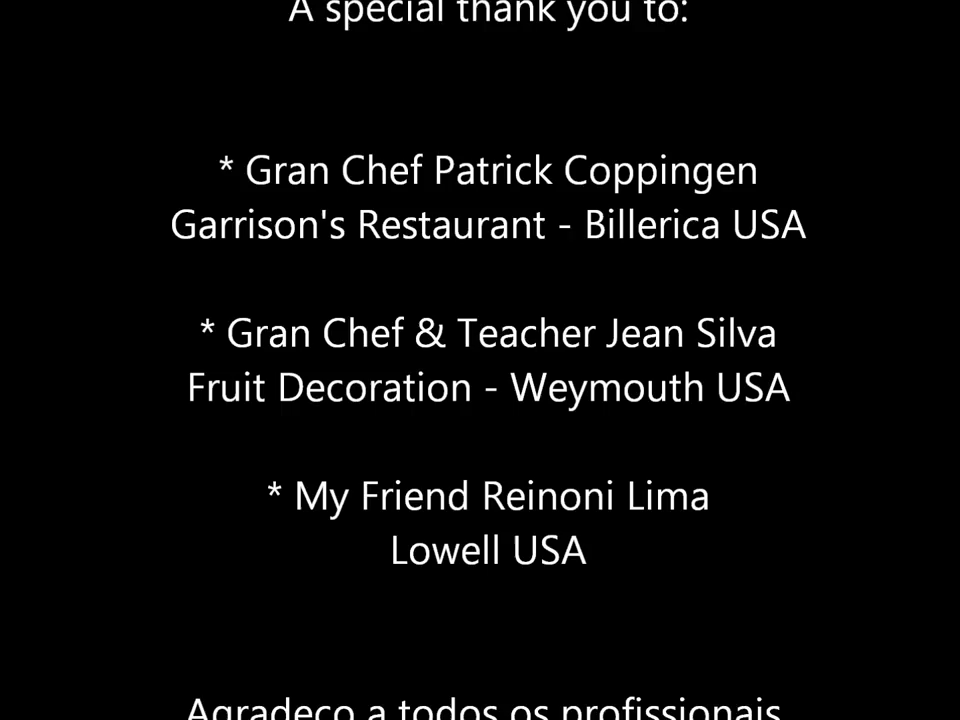 A special thank you to:
* Gran Chef Patrick Coppingen
Garrison's Restaurant - Billerica USA
* Gran Chef & Teacher Jean Silva
Fruit Decoration - Weymouth USA
* My Friend Reinoni Lima
Lowell USA
Agradeço a todos os profissionais